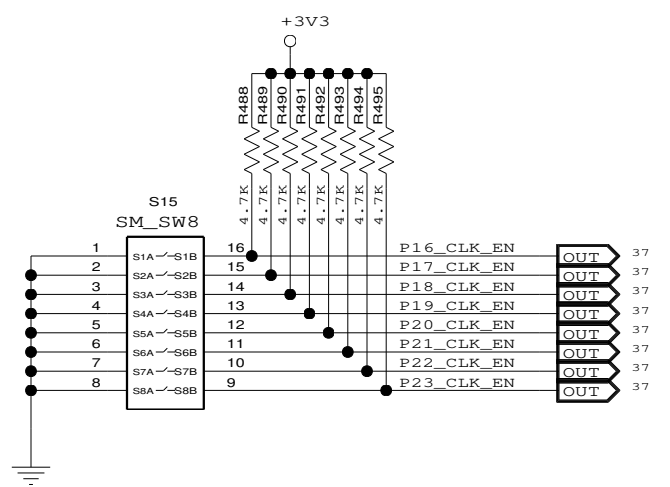 +3V3
R488
R489
R490
R491
R492
R493
R494
R495
4.7K
4.7K
4.7K
4.7K
4.7K
4.7K
4.7K
4.7K
S15
SM_SW8
1 S1A S1B 16 P16_CLK_EN OUT 37
2 S2A S2B 15 P17_CLK_EN OUT 37
3 S3A S3B 14 P18_CLK_EN OUT 37
4 S4A S4B 13 P19_CLK_EN OUT 37
5 S5A S5B 12 P20_CLK_EN OUT 37
6 S6A S6B 11 P21_CLK_EN OUT 37
7 S7A S7B 10 P22_CLK_EN OUT 37
8 S8A S8B 9 P23_CLK_EN OUT 37